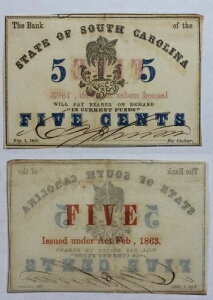 The Bank of the
STATE OF SOUTH CAROLINA
5 5
WILL PAY BEARER ON DEMAND
"IN CURRENT FUNDS"
FIVE CENTS
Feb. 1, 1863.
For Cashier.
FIVE
Issued under Act Feb, 1863.